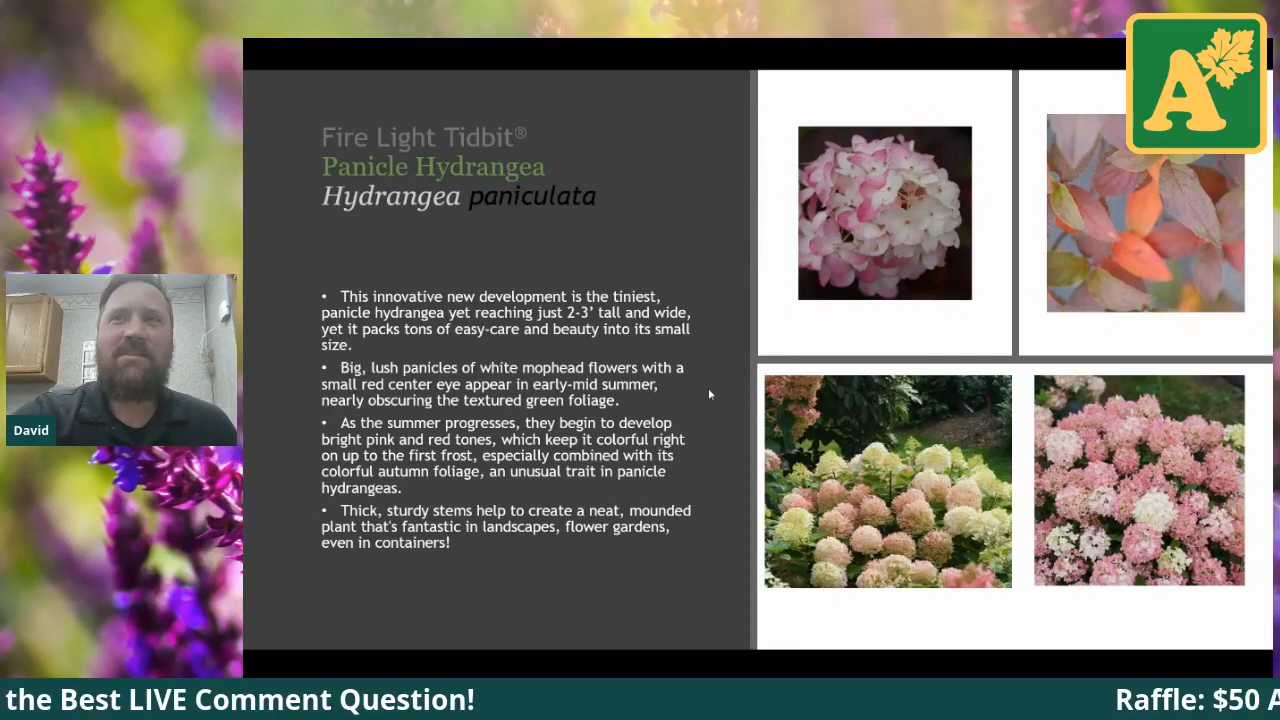 A
Fire Light Tidbit®
Panicle Hydrangea
Hydrangea paniculata
• This innovative new development is the tiniest,
panicle hydrangea yet reaching just 2-3’ tall and wide,
yet it packs tons of easy-care and beauty into its small
size.
• Big, lush panicles of white mophead flowers with a
small red center eye appear in early-mid summer,
nearly obscuring the textured green foliage.
• As the summer progresses, they begin to develop
bright pink and red tones, which keep it colorful right
on up to the first frost, especially combined with its
colorful autumn foliage, an unusual trait in panicle
hydrangeas.
• Thick, sturdy stems help to create a neat, mounded
plant that's fantastic in landscapes, flower gardens,
even in containers!
David
the Best LIVE Comment Question! Raffle: $50 A